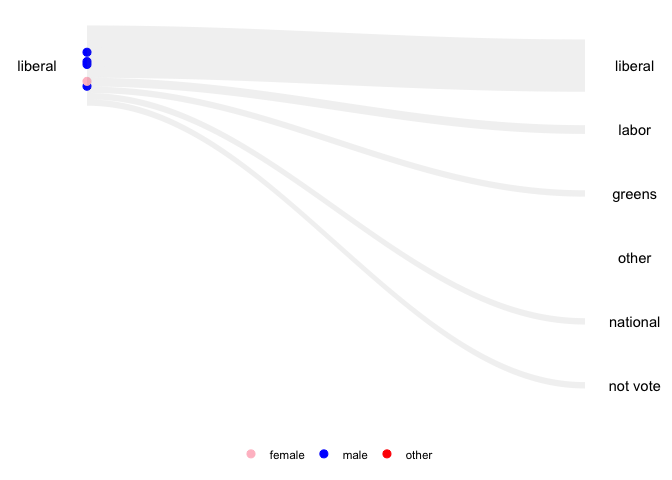 liberal
liberal
labor
greens
other
national
not vote
female male other